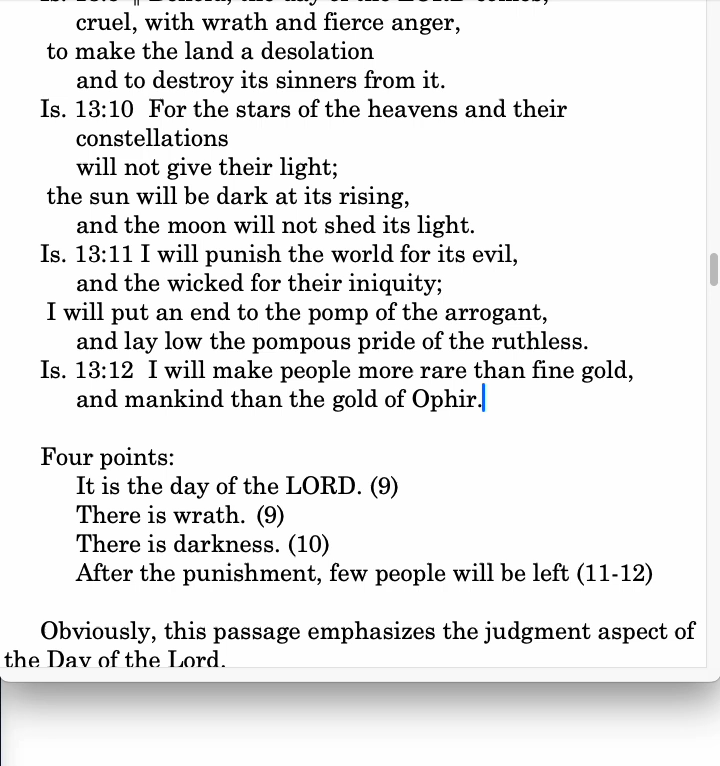 cruel, with wrath and fierce anger,
to make the land a desolation
and to destroy its sinners from it.
Is. 13:10  For the stars of the heavens and their
constellations
will not give their light;
the sun will be dark at its rising,
and the moon will not shed its light.
Is. 13:11 I will punish the world for its evil,
and the wicked for their iniquity;
I will put an end to the pomp of the arrogant,
and lay low the pompous pride of the ruthless.
Is. 13:12  I will make people more rare than fine gold,
and mankind than the gold of Ophir.
Four points:
It is the day of the LORD. (9)
There is wrath. (9)
There is darkness. (10)
After the punishment, few people will be left (11-12)
Obviously, this passage emphasizes the judgment aspect of
the Day of the Lord.